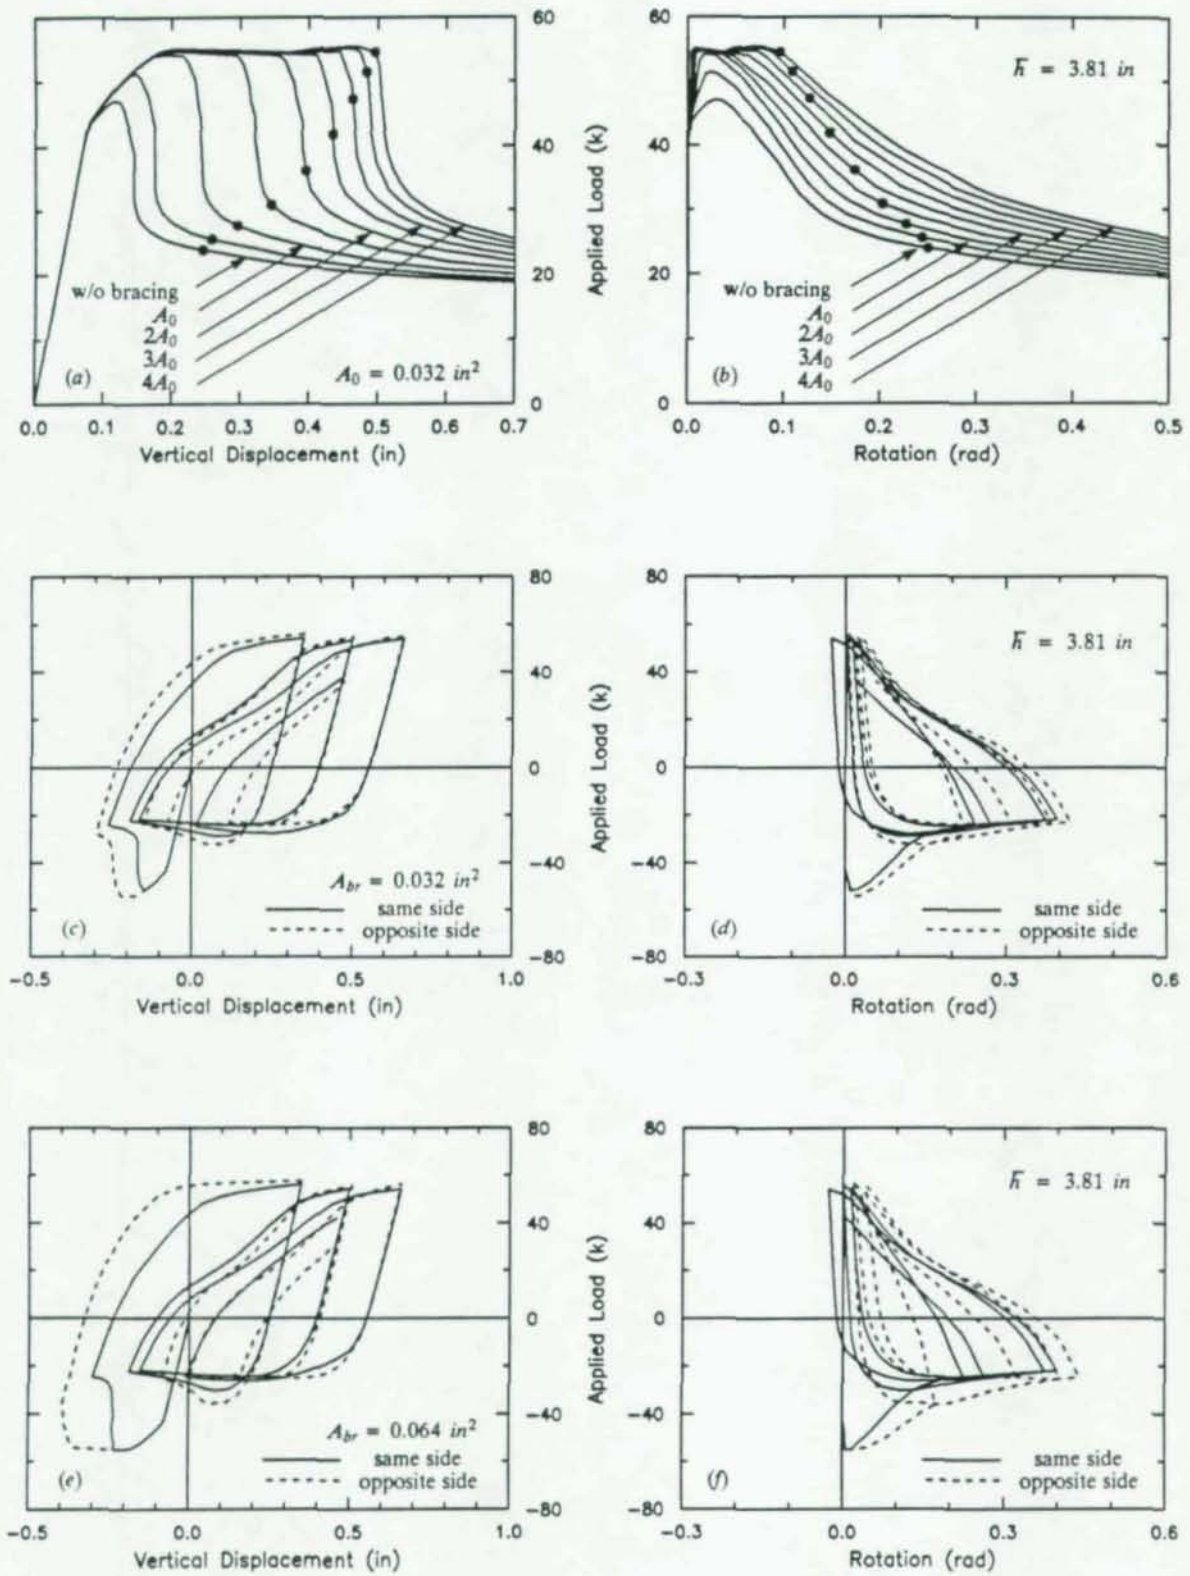 60
40
20
0
Applied Load (k)
w/o bracing
A₀
2A₀
3A₀
4A₀
(a)
A₀ = 0.032 in²
0.0 0.1 0.2 0.3 0.4 0.5 0.6 0.7
Vertical Displacement (in)
60
40
20
0
h̄ = 3.81 in
w/o bracing
A₀
2A₀
3A₀
4A₀
(b)
0.0 0.1 0.2 0.3 0.4 0.5
Rotation (rad)
80
40
0
−40
−80
Applied Load (k)
A_br = 0.032 in²
same side
opposite side
(c)
−0.5 0.0 0.5 1.0
Vertical Displacement (in)
80
40
0
−40
−80
h̄ = 3.81 in
same side
opposite side
(d)
−0.3 0.0 0.3 0.6
Rotation (rad)
80
40
0
−40
−80
Applied Load (k)
A_br = 0.064 in²
same side
opposite side
(e)
−0.5 0.0 0.5 1.0
Vertical Displacement (in)
80
40
0
−40
−80
h̄ = 3.81 in
same side
opposite side
(f)
−0.3 0.0 0.3 0.6
Rotation (rad)